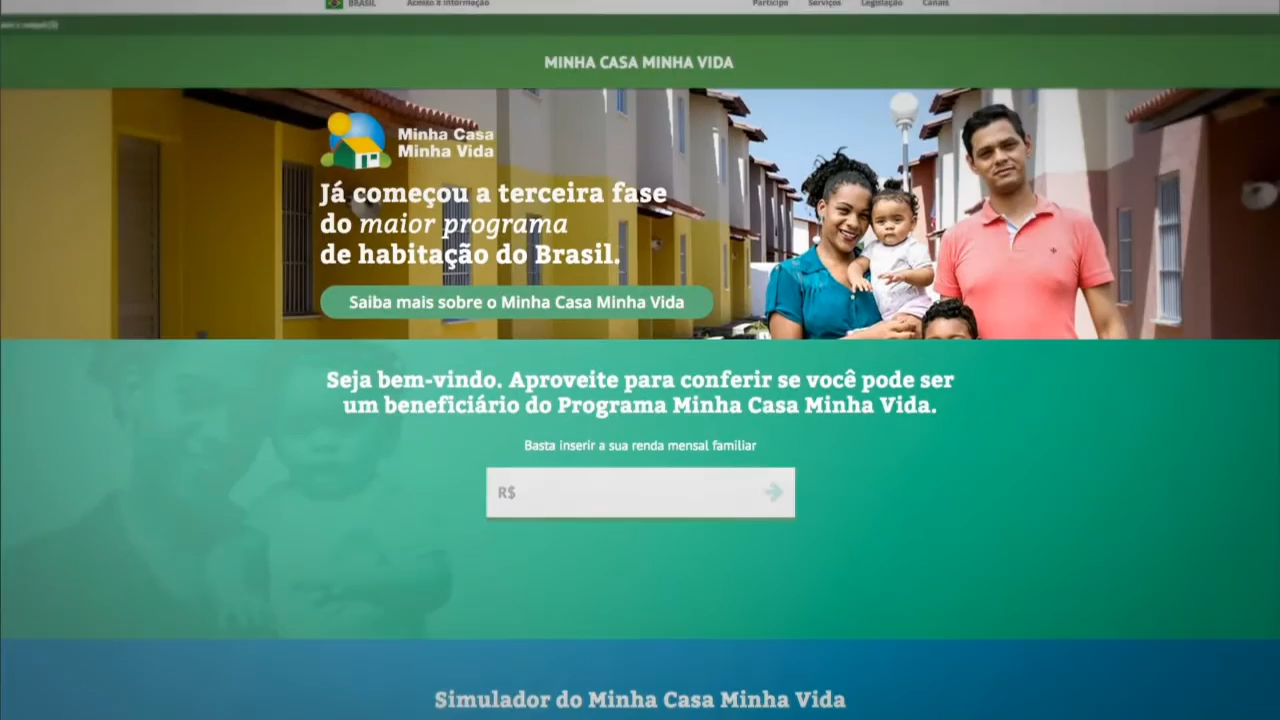 BRASIL Acesso à informação Participe Serviços Legislação Canais
MINHA CASA MINHA VIDA
Minha Casa
Minha Vida
Já começou a terceira fase
do maior programa
de habitação do Brasil.
Saiba mais sobre o Minha Casa Minha Vida
Seja bem-vindo. Aproveite para conferir se você pode ser
um beneficiário do Programa Minha Casa Minha Vida.
Basta inserir a sua renda mensal familiar
R$
Simulador do Minha Casa Minha Vida